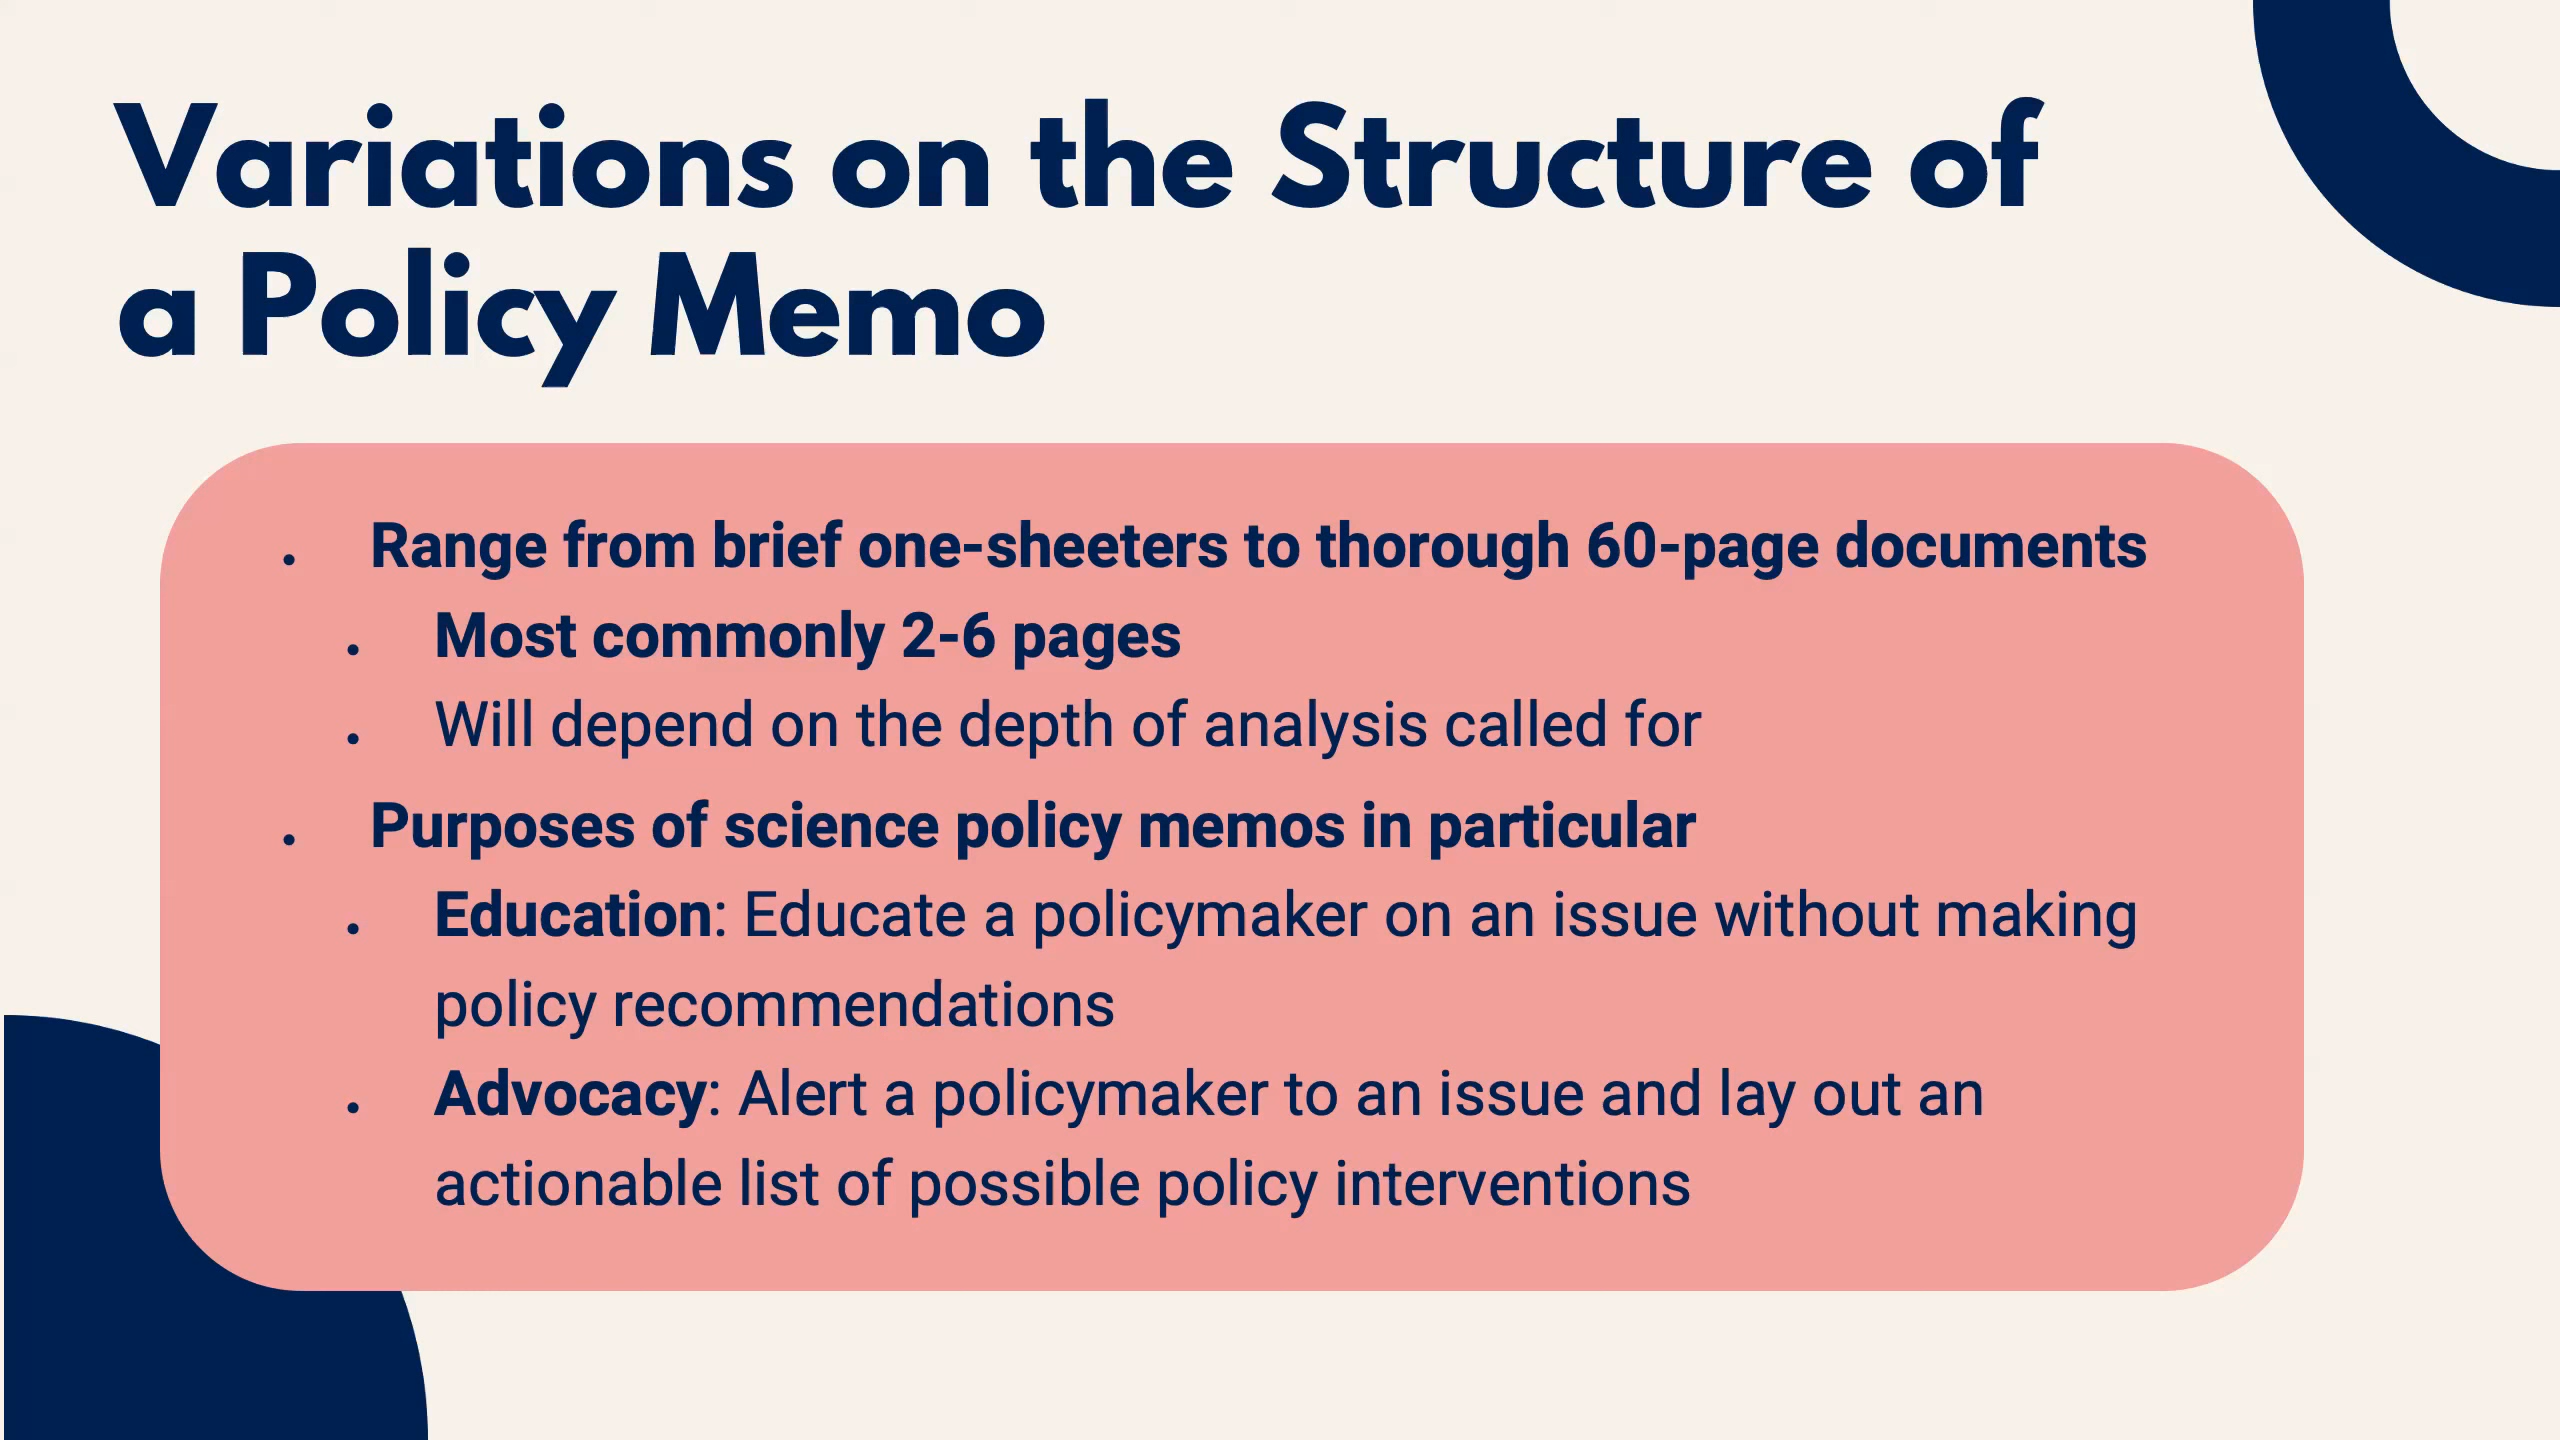 Variations on the Structure of
a Policy Memo
• Range from brief one-sheeters to thorough 60-page documents
• Most commonly 2-6 pages
• Will depend on the depth of analysis called for
• Purposes of science policy memos in particular
• Education: Educate a policymaker on an issue without making
policy recommendations
• Advocacy: Alert a policymaker to an issue and lay out an
actionable list of possible policy interventions